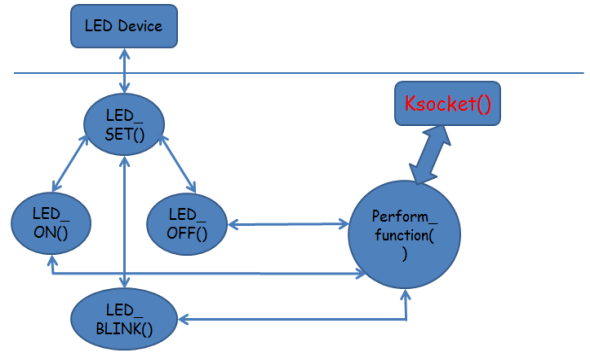 LED Device
Ksocket()
LED_
SET()
LED_
ON()
LED_
OFF()
Perform_
function(
)
LED_
BLINK()